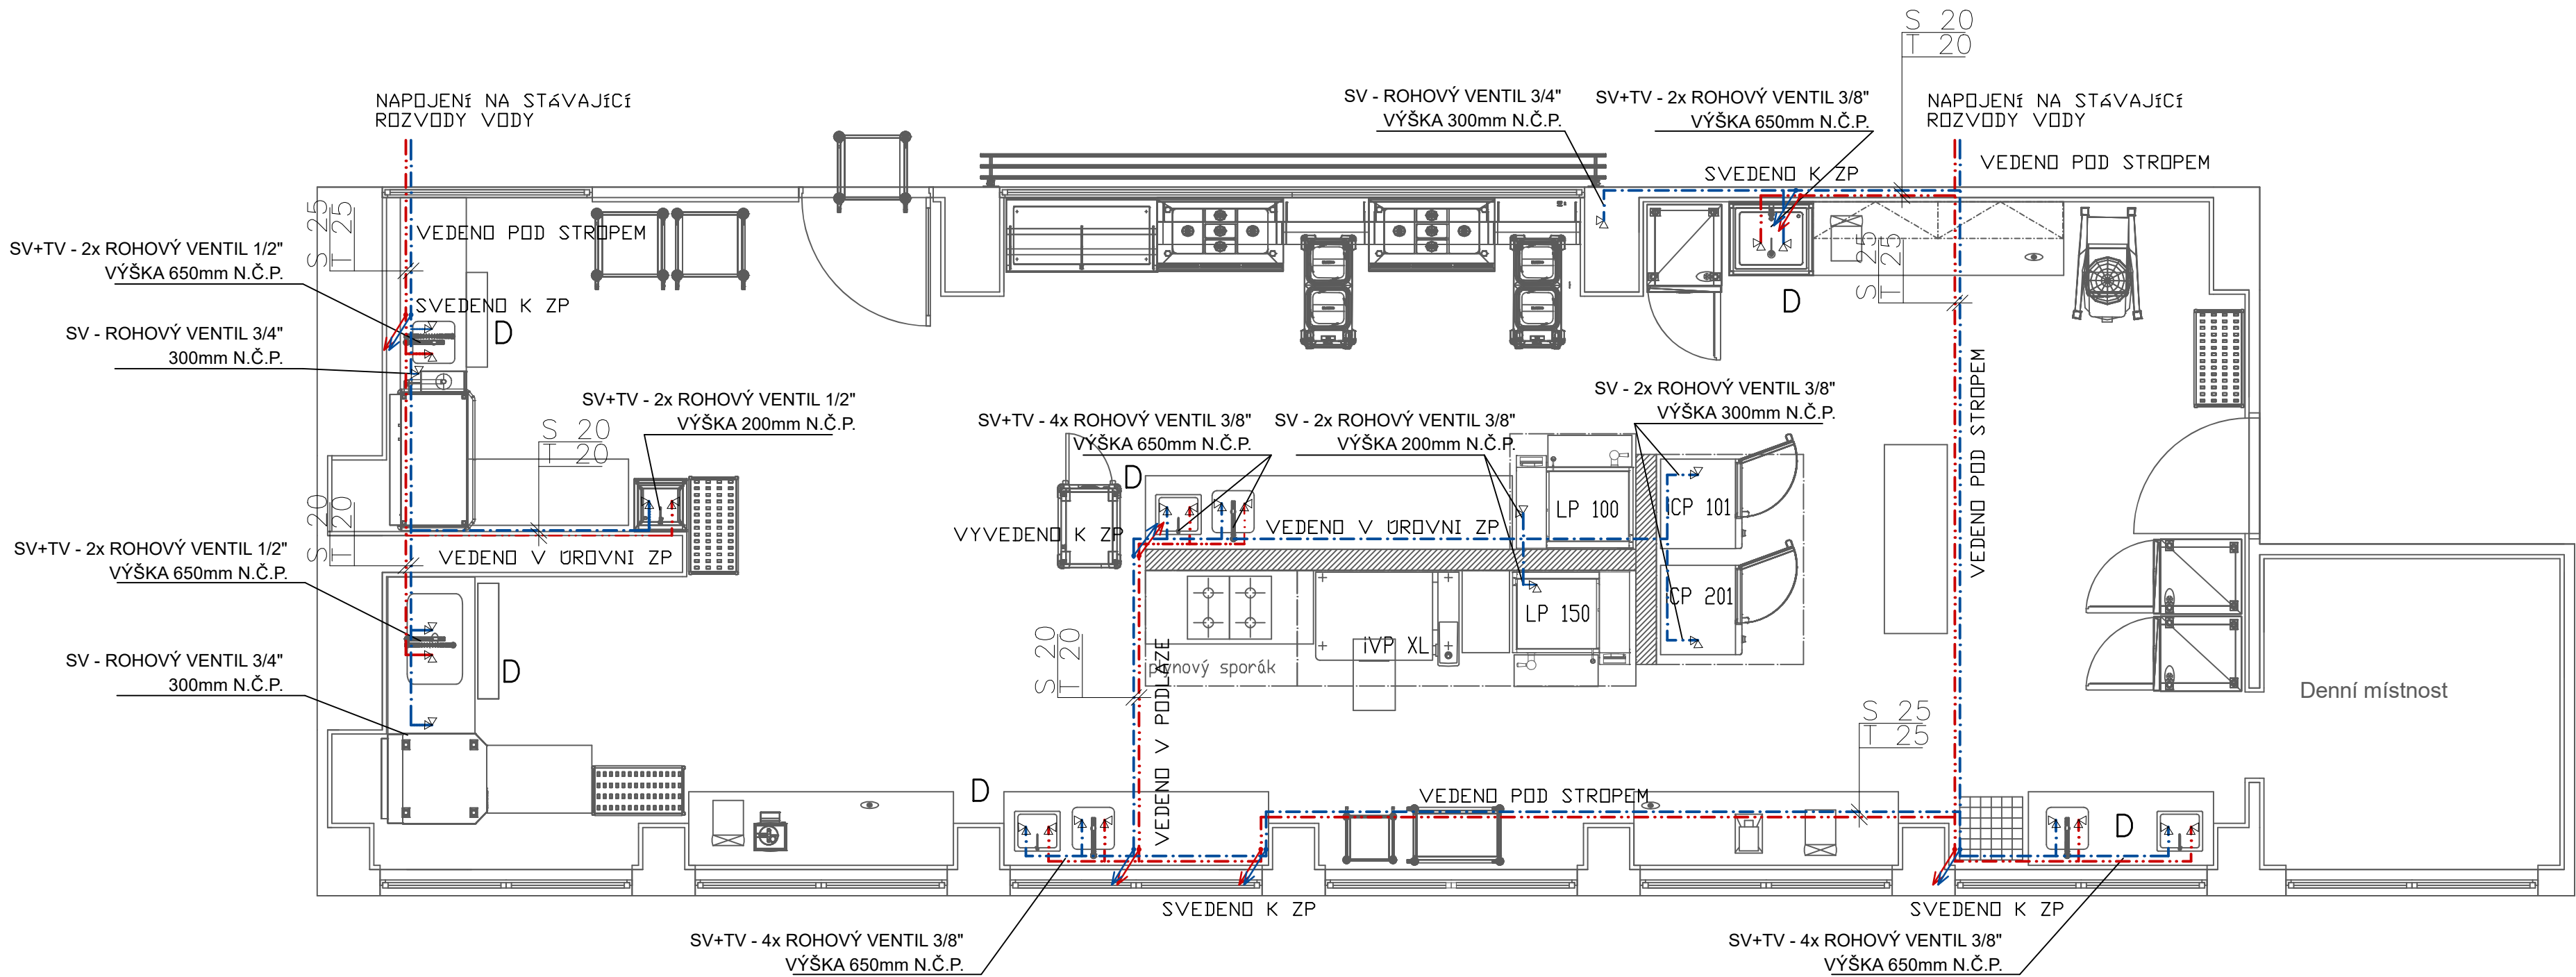 S 20
T 20
NAPOJENÍ NA STÁVAJÍCÍ
ROZVODY VODY
SV - ROHOVÝ VENTIL 3/4"
VÝŠKA 300mm N.Č.P.
SV+TV - 2x ROHOVÝ VENTIL 3/8"
VÝŠKA 650mm N.Č.P.
NAPOJENÍ NA STÁVAJÍCÍ
ROZVODY VODY
VEDENO POD STROPEM
SVEDENO K ZP
S 25
T 25
VEDENO POD STROPEM
SV+TV - 2x ROHOVÝ VENTIL 1/2"
VÝŠKA 650mm N.Č.P.
S 25
T 25
SVEDENO K ZP
D
D
SV - ROHOVÝ VENTIL 3/4"
300mm N.Č.P.
VEDENO POD STROPEM
SV+TV - 2x ROHOVÝ VENTIL 1/2"
VÝŠKA 200mm N.Č.P.
S 20
T 20
SV+TV - 4x ROHOVÝ VENTIL 3/8"
VÝŠKA 650mm N.Č.P.
SV - 2x ROHOVÝ VENTIL 3/8"
VÝŠKA 200mm N.Č.P.
SV - 2x ROHOVÝ VENTIL 3/8"
VÝŠKA 300mm N.Č.P.
D
LP 100
CP 101
S 20
T 20
VYVEDENO K ZP
VEDENO V ÚROVNI ZP
SV+TV - 2x ROHOVÝ VENTIL 1/2"
VÝŠKA 650mm N.Č.P.
VEDENO V ÚROVNI ZP
CP 201
LP 150
iVP XL
plynový sporák
S 20
T 20
VEDENO V PODLAZE
SV - ROHOVÝ VENTIL 3/4"
300mm N.Č.P.
D
Denní místnost
S 25
T 25
D
VEDENO POD STROPEM
D
SVEDENO K ZP
SVEDENO K ZP
SV+TV - 4x ROHOVÝ VENTIL 3/8"
VÝŠKA 650mm N.Č.P.
SV+TV - 4x ROHOVÝ VENTIL 3/8"
VÝŠKA 650mm N.Č.P.